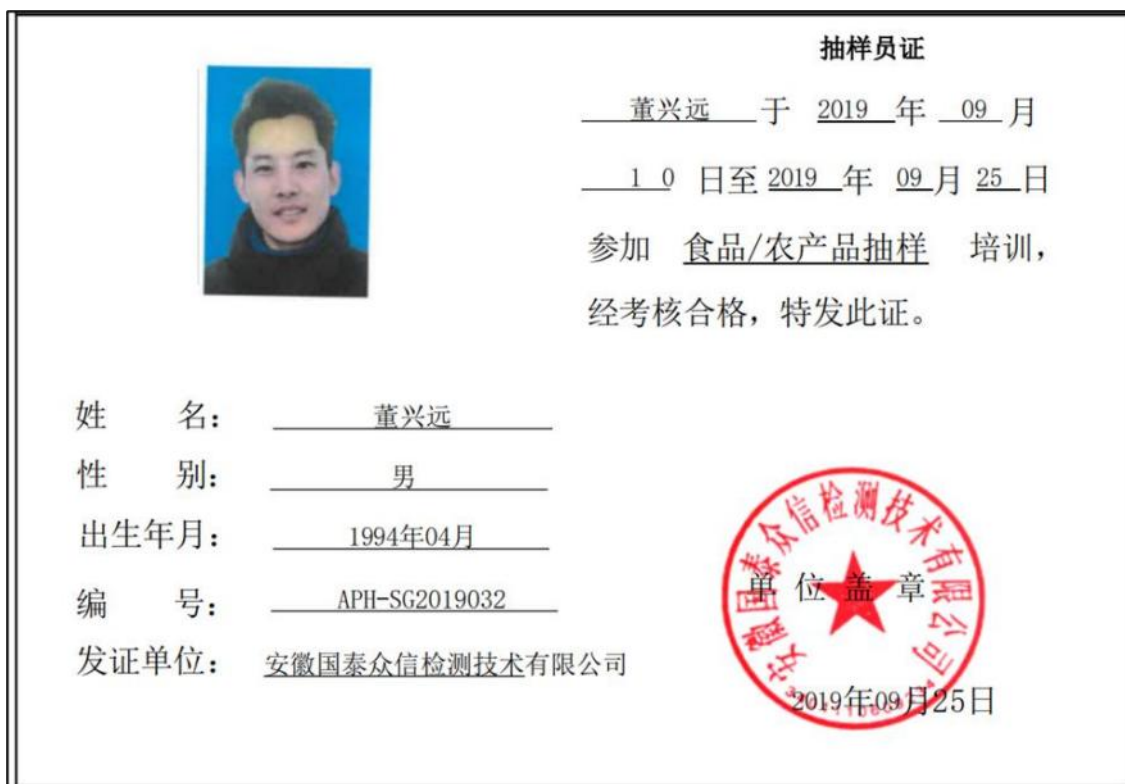 抽样员证
董兴远 于 2019 年 09 月
10 日至 2019 年 09 月 25 日
参加 食品/农产品抽样 培训，
经考核合格，特发此证。
姓 名： 董兴远
性 别： 男
出生年月： 1994年04月
编 号： APH-SG2019032
发证单位： 安徽国泰众信检测技术有限公司
安徽国泰众信检测技术有限公司
单位盖章
2019年09月25日